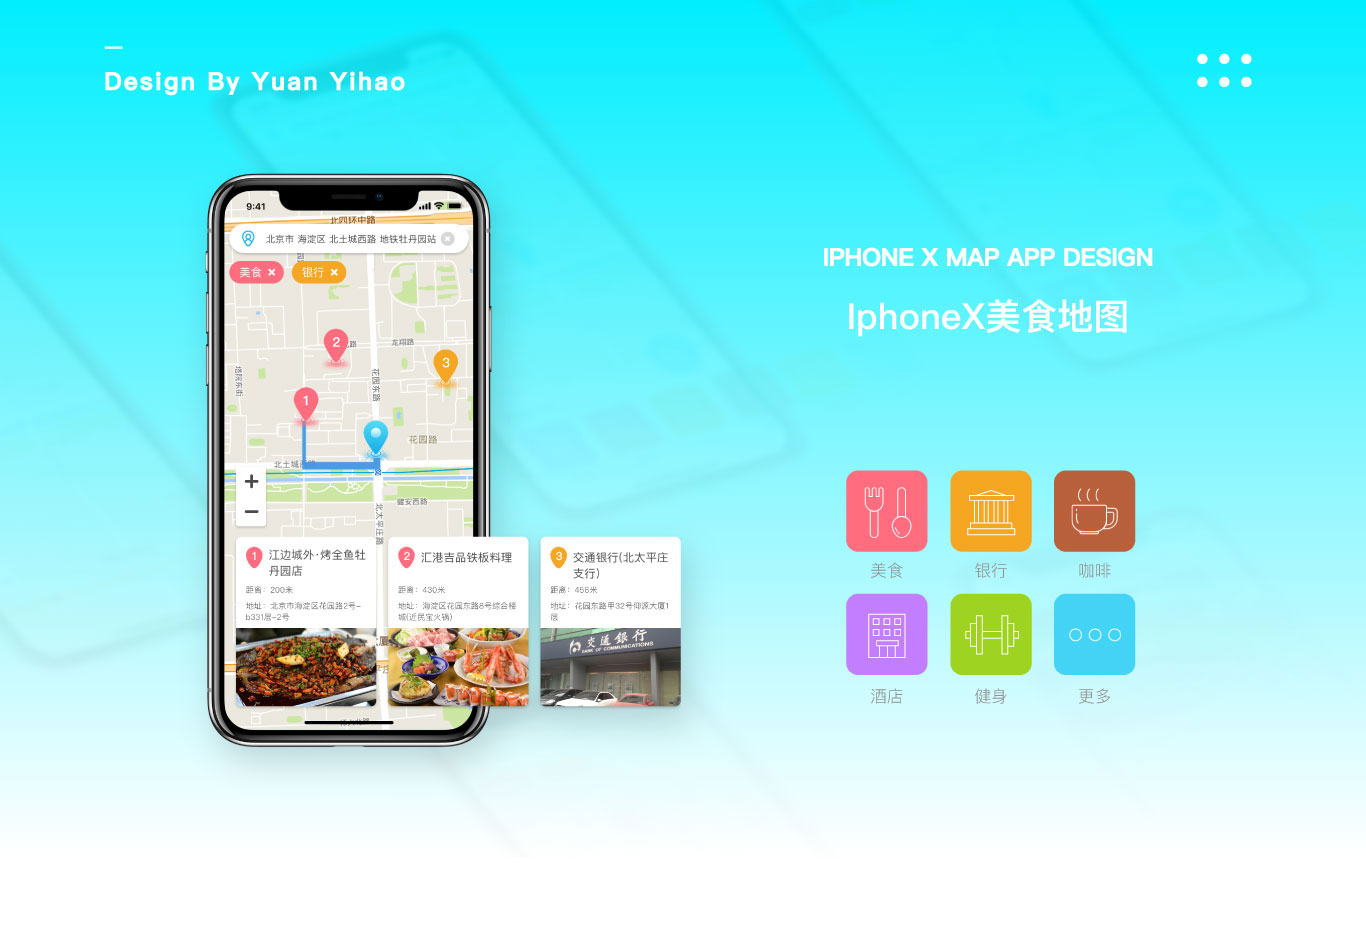 Design By Yuan Yihao
9:41
北四环中路
北京市 海淀区 北土城西路 地铁牡丹园站
美食 ×
银行 ×
IPHONE X MAP APP DESIGN
IphoneX美食地图
2
龙翔路
3
塔院东街
花园东路
1
花园路
北土城西路
+
健安西路
−
北太平庄路
1 江边城外·烤全鱼牡
丹园店
距离：200米
地址：北京市海淀区花园路2号-
b331层-2号
2 汇港吉品铁板料理
距离：430米
地址：海淀区花园东路8号综合楼
城(近民宝火锅)
3 交通银行(北太平庄
支行)
距离：456米
地址：花园东路甲32号仰源大厦1
层
交通銀行
BANK OF COMMUNICATIONS
美食
银行
咖啡
酒店
健身
更多